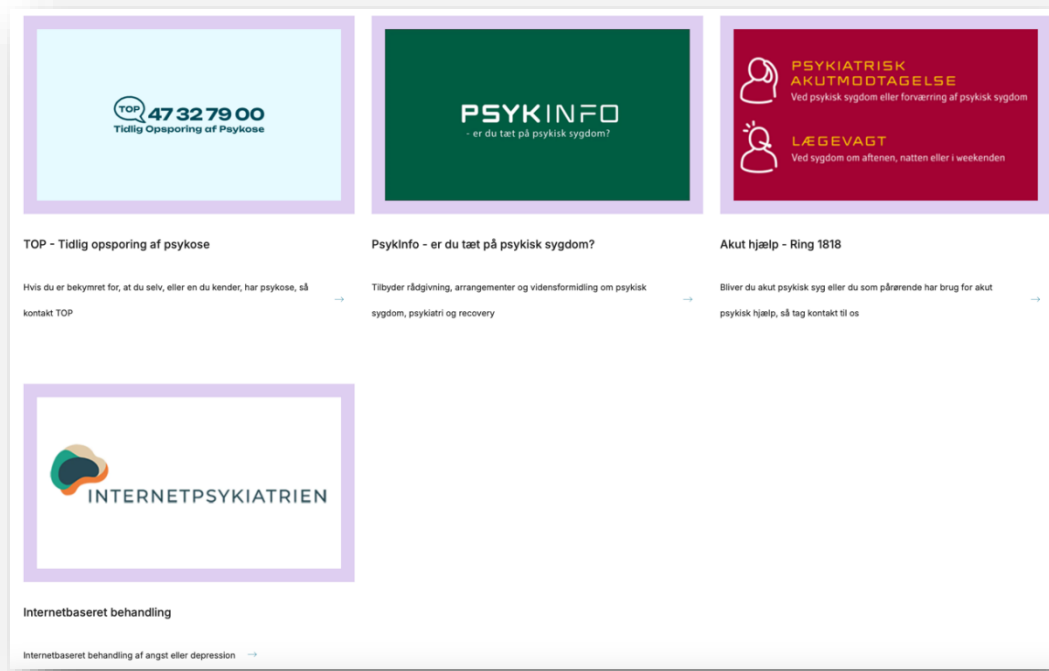 TOP 47 32 79 00
Tidlig Opsporing af Psykose
PSYKINFO
- er du tæt på psykisk sygdom?
PSYKIATRISK
AKUTMODTAGELSE
Ved psykisk sygdom eller forværring af psykisk sygdom
LÆGEVAGT
Ved sygdom om aftenen, natten eller i weekenden
TOP - Tidlig opsporing af psykose
Hvis du er bekymret for, at du selv, eller en du kender, har psykose, så
kontakt TOP
PsykInfo - er du tæt på psykisk sygdom?
Tilbyder rådgivning, arrangementer og vidensformidling om psykisk
sygdom, psykiatri og recovery
Akut hjælp - Ring 1818
Bliver du akut psykisk syg eller du som pårørende har brug for akut
psykisk hjælp, så tag kontakt til os
INTERNETPSYKIATRIEN
Internetbaseret behandling
Internetbaseret behandling af angst eller depression